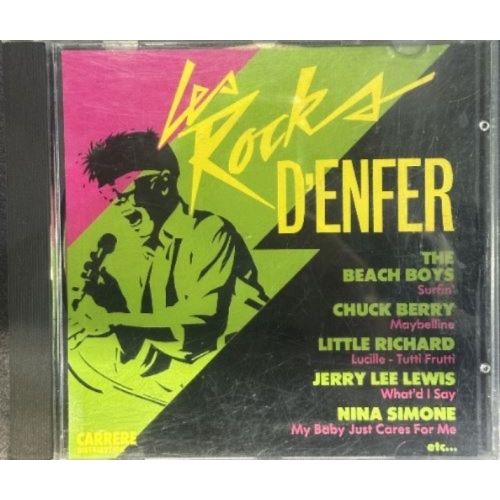 Les
Rocks
D'ENFER
THE
BEACH BOYS
Surfin'
CHUCK BERRY
Maybelline
LITTLE RICHARD
Lucille - Tutti Frutti
JERRY LEE LEWIS
What'd I Say
NINA SIMONE
My Baby Just Cares For Me
etc...
CARRERE
DISTRIBUTION